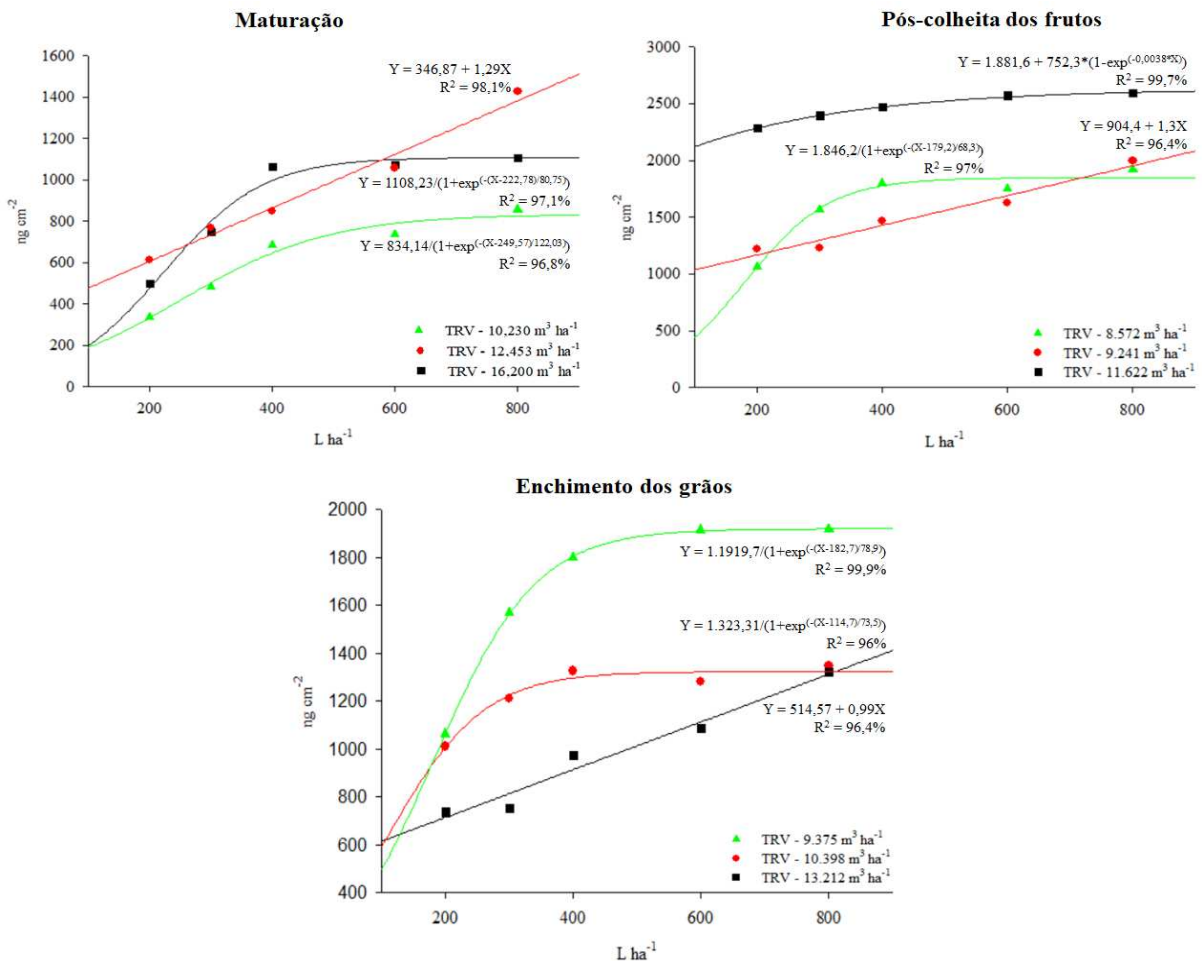 Maturação
1600
1400
1200
1000
800
600
400
200
0
ng cm⁻²
Y = 346,87 + 1,29X
R² = 98,1%
Y = 1108,23/(1+exp(-(X-222,78)/80,75)
R² = 97,1%
Y = 834,14/(1+exp(-(X-249,57)/122,03)
R² = 96,8%
TRV - 10,230 m³ ha⁻¹
TRV - 12,453 m³ ha⁻¹
TRV - 16,200 m³ ha⁻¹
200 400 600 800
L ha⁻¹
Pós-colheita dos frutos
3000
2500
2000
1500
1000
500
0
ng cm⁻²
Y = 1.881,6 + 752,3*(1-exp(-0,0038*X))
R² = 99,7%
Y = 904,4 + 1,3X
R² = 96,4%
Y = 1.846,2/(1+exp(-(X-179,2)/68,3)
R² = 97%
TRV - 8.572 m³ ha⁻¹
TRV - 9.241 m³ ha⁻¹
TRV - 11.622 m³ ha⁻¹
200 400 600 800
L ha⁻¹
Enchimento dos grãos
2000
1800
1600
1400
1200
1000
800
600
400
ng cm⁻²
Y = 1.1919,7/(1+exp(-(X-182,7)/78,9)
R² = 99,9%
Y = 1.323,31/(1+exp(-(X-114,7)/73,5)
R² = 96%
Y = 514,57 + 0,99X
R² = 96,4%
TRV - 9.375 m³ ha⁻¹
TRV - 10.398 m³ ha⁻¹
TRV - 13.212 m³ ha⁻¹
200 400 600 800
L ha⁻¹